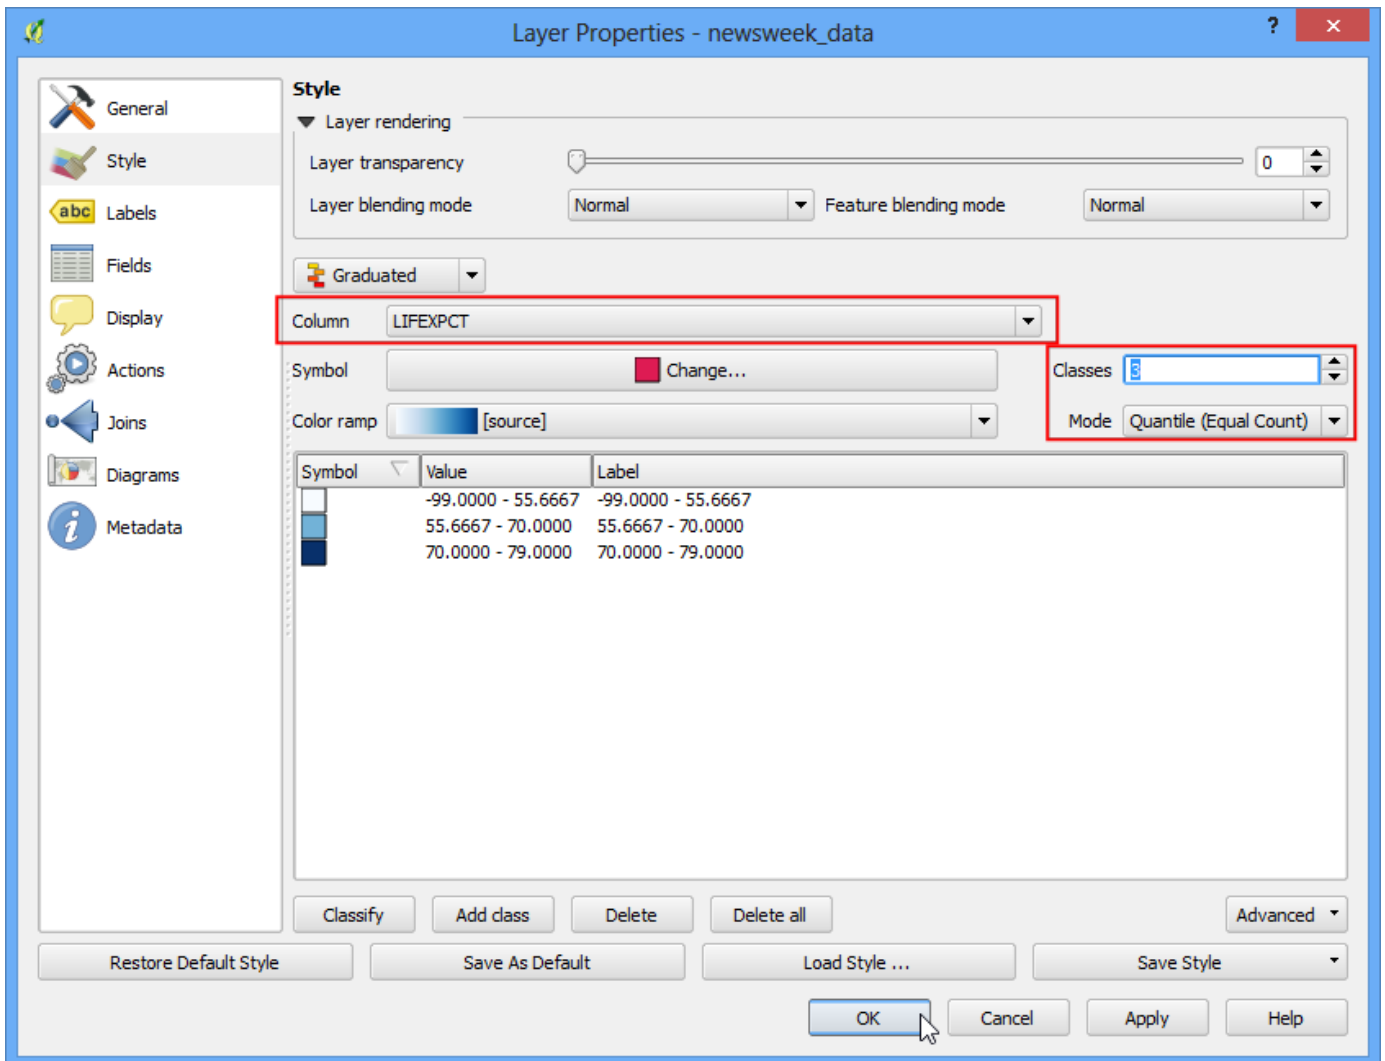 Layer Properties - newsweek_data
?
General
Style
abc Labels
Fields
Display
Actions
Joins
Diagrams
Metadata
Style
Layer rendering
Layer transparency 0
Layer blending mode Normal Feature blending mode Normal
Graduated
Column LIFEXPCT
Symbol Change... Classes 3
Color ramp [source] Mode Quantile (Equal Count)
Symbol Value Label
-99.0000 - 55.6667 -99.0000 - 55.6667
55.6667 - 70.0000 55.6667 - 70.0000
70.0000 - 79.0000 70.0000 - 79.0000
Classify Add class Delete Delete all Advanced
Restore Default Style Save As Default Load Style ... Save Style
OK Cancel Apply Help